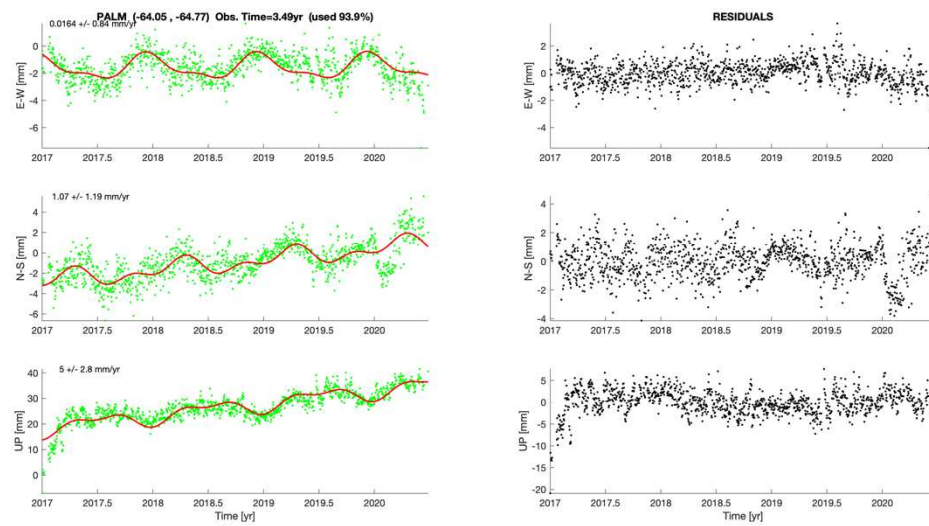 PALM (-64.05 , -64.77) Obs. Time=3.49yr (used 93.9%)
0.0164 +/- 0.84 mm/yr
0
-2
-4
-6
E-W [mm]
2017 2017.5 2018 2018.5 2019 2019.5 2020
RESIDUALS
2
0
-2
-4
E-W [mm]
2017 2017.5 2018 2018.5 2019 2019.5 2020
1.07 +/- 1.19 mm/yr
4
2
0
-2
-4
-6
N-S [mm]
2017 2017.5 2018 2018.5 2019 2019.5 2020
4
2
0
-2
-4
N-S [mm]
2017 2017.5 2018 2018.5 2019 2019.5 2020
5 +/- 2.8 mm/yr
40
30
20
10
0
UP [mm]
2017 2017.5 2018 2018.5 2019 2019.5 2020
Time [yr]
5
0
-5
-10
-15
-20
UP [mm]
2017 2017.5 2018 2018.5 2019 2019.5 2020
Time [yr]